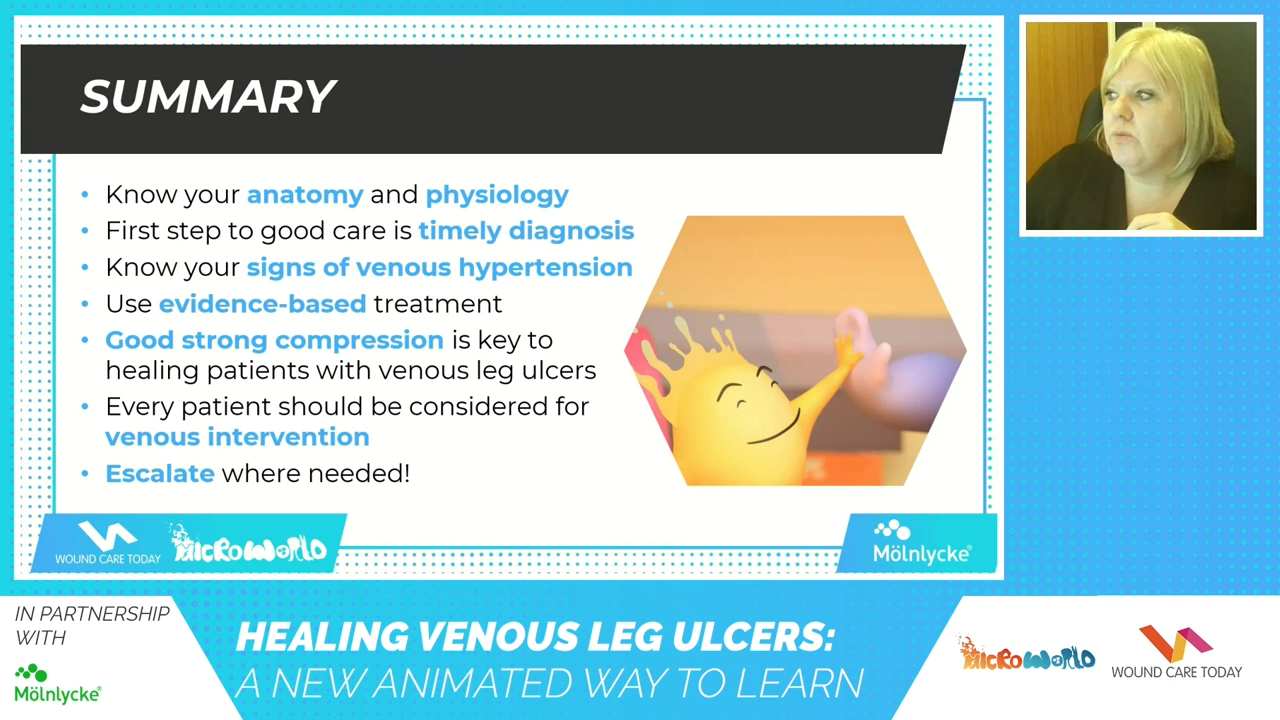 SUMMARY
• Know your anatomy and physiology
• First step to good care is timely diagnosis
• Know your signs of venous hypertension
• Use evidence-based treatment
• Good strong compression is key to
healing patients with venous leg ulcers
• Every patient should be considered for
venous intervention
• Escalate where needed!
WOUND CARE TODAY
MICROWORLD
Mölnlycke®
IN PARTNERSHIP
WITH
Mölnlycke®
HEALING VENOUS LEG ULCERS:
A NEW ANIMATED WAY TO LEARN
MICROWORLD
WOUND CARE TODAY